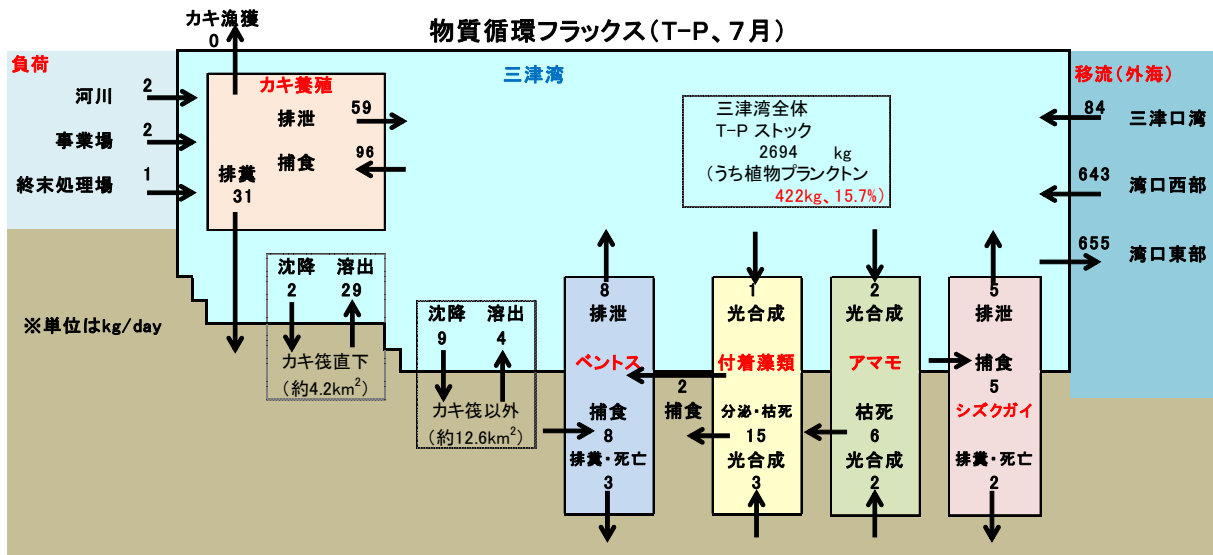 カキ漁獲
0
物質循環フラックス（T-P、７月）
負荷
河川
2
事業場
2
終末処理場
1
カキ養殖
排泄
59
捕食
96
排糞
31
三津湾
三津湾全体
T-P ストック
2694 kg
（うち植物プランクトン
422kg、15.7%）
移流（外海）
84
三津口湾
643
湾口西部
655
湾口東部
※単位はkg/day
沈降 溶出
2 29
カキ筏直下
（約4.2km²）
沈降 溶出
9 4
カキ筏以外
（約12.6km²）
8
排泄
ベントス
捕食
8
排糞・死亡
3
2
捕食
1
光合成
付着藻類
分泌・枯死
15
光合成
3
2
光合成
アマモ
枯死
6
光合成
2
5
排泄
捕食
5
シズクガイ
排糞・死亡
2